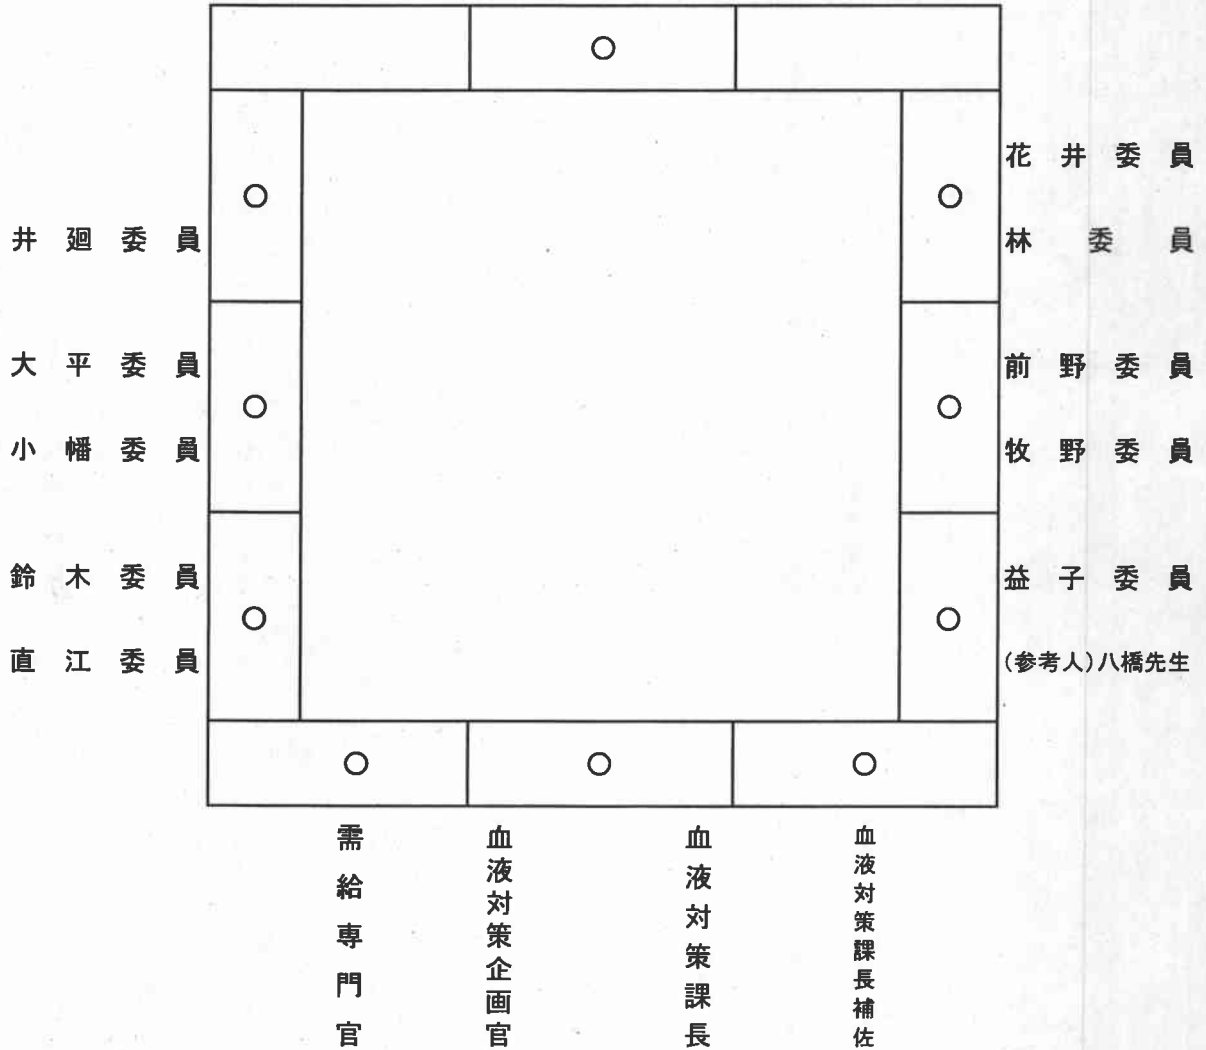 井廻委員
大平委員
小幡委員
鈴木委員
直江委員
花井委員
林委員
前野委員
牧野委員
益子委員
(参考人)八橋先生
需給専門官
血液対策企画官
血液対策課長
血液対策課長補佐